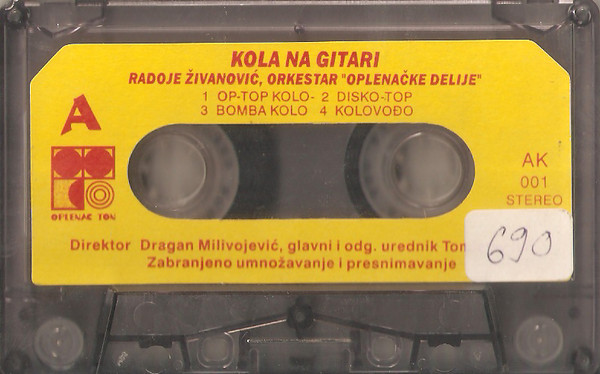 KOLA NA GITARI
RADOJE ŽIVANOVIĆ, ORKESTAR "OPLENAČKE DELIJE"
1 OP-TOP KOLO- 2 DISKO-TOP
3 BOMBA KOLO 4 KOLOVOĐO
A
OPLENAC TON
AK
001
STEREO
Direktor Dragan Milivojević, glavni i odg. urednik
Zabranjeno umnožavanje i presnimavanje
690